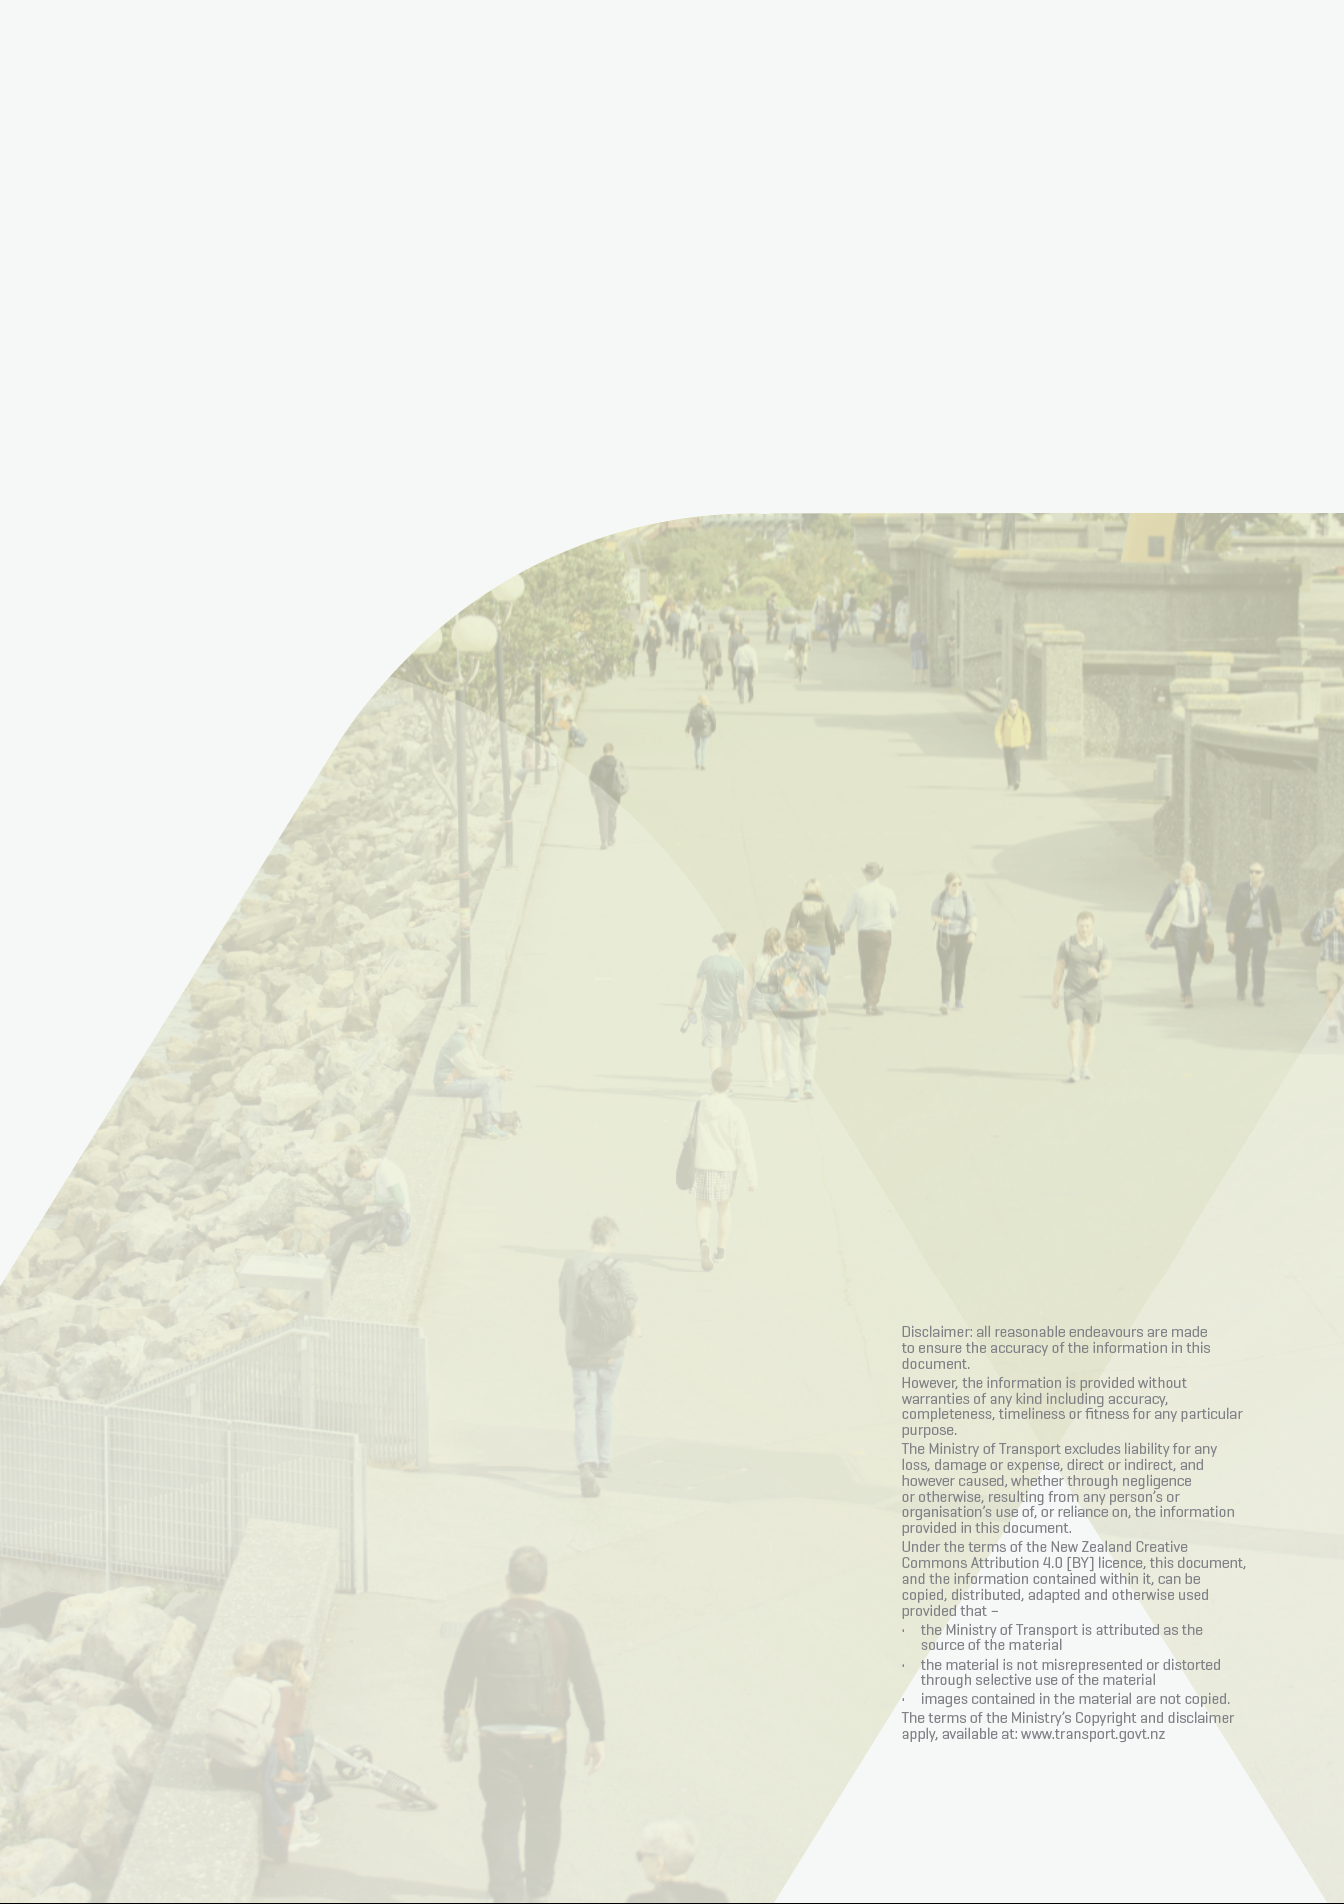 Disclaimer: all reasonable endeavours are made
to ensure the accuracy of the information in this
document.
However, the information is provided without
warranties of any kind including accuracy,
completeness, timeliness or fitness for any particular
purpose.
The Ministry of Transport excludes liability for any
loss, damage or expense, direct or indirect, and
however caused, whether through negligence
or otherwise, resulting from any person's or
organisation's use of, or reliance on, the information
provided in this document.
Under the terms of the New Zealand Creative
Commons Attribution 4.0 [BY] licence, this document,
and the information contained within it, can be
copied, distributed, adapted and otherwise used
provided that –
• the Ministry of Transport is attributed as the
source of the material
• the material is not misrepresented or distorted
through selective use of the material
• images contained in the material are not copied.
The terms of the Ministry's Copyright and disclaimer
apply, available at: www.transport.govt.nz